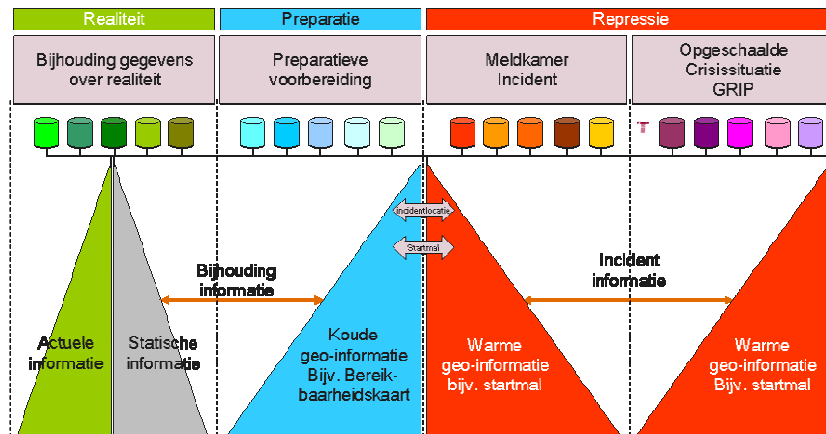 Realiteit
Preparatie
Repressie
Bijhouding gegevens
over realiteit
Preparatieve
voorbereiding
Meldkamer
Incident
Opgeschaalde
Crisissituatie
GRIP
T
Incidentlocatie
Startmal
Bijhouding
informatie
Incident
informatie
Actuele
informatie
Statische
informatie
Koude
geo-informatie
Bijv. Bereik-
baarheidskaart
Warme
geo-informatie
bijv. startmal
Warme
geo-informatie
Bijv. startmal